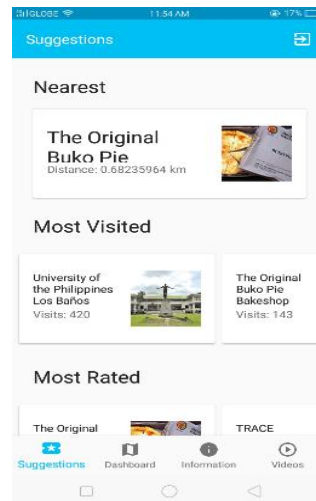 GLOBE
11:54 AM
17%
Suggestions
Nearest
The Original
Buko Pie
Distance: 0.68235964 km
Most Visited
University of
the Philippines
Los Baños
Visits: 420
The Original
Buko Pie
Bakeshop
Visits: 143
Most Rated
The Original
TRACE
Suggestions
Dashboard
Information
Videos